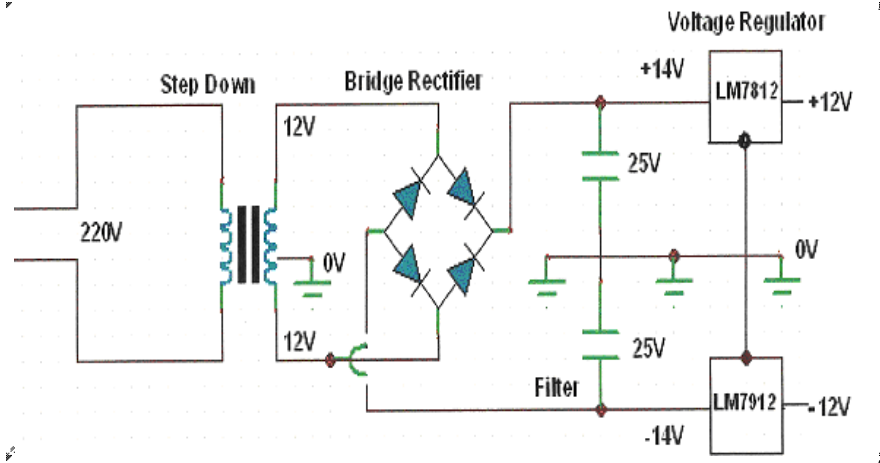 Voltage Regulator
Step Down
Bridge Rectifier
+14V
LM7812
+12V
12V
25V
220V
0V
0V
12V
25V
Filter
LM7912
-12V
-14V